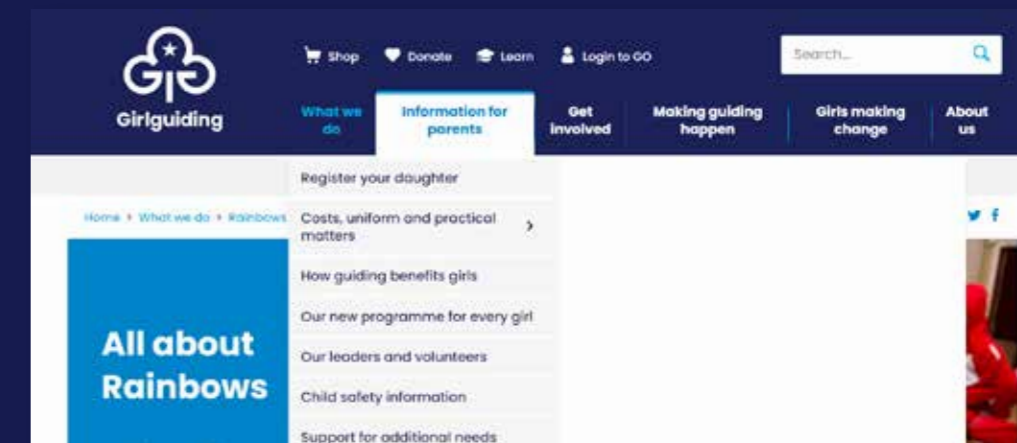 Shop Donate Learn Login to GO Search...
Girlguiding
What we do
Information for parents
Get involved
Making guiding happen
Girls making change
About us
Register your daughter
Home What we do Rainbows
Costs, uniform and practical
matters
How guiding benefits girls
Our new programme for every girl
All about
Rainbows
Our leaders and volunteers
Child safety information
Support for additional needs